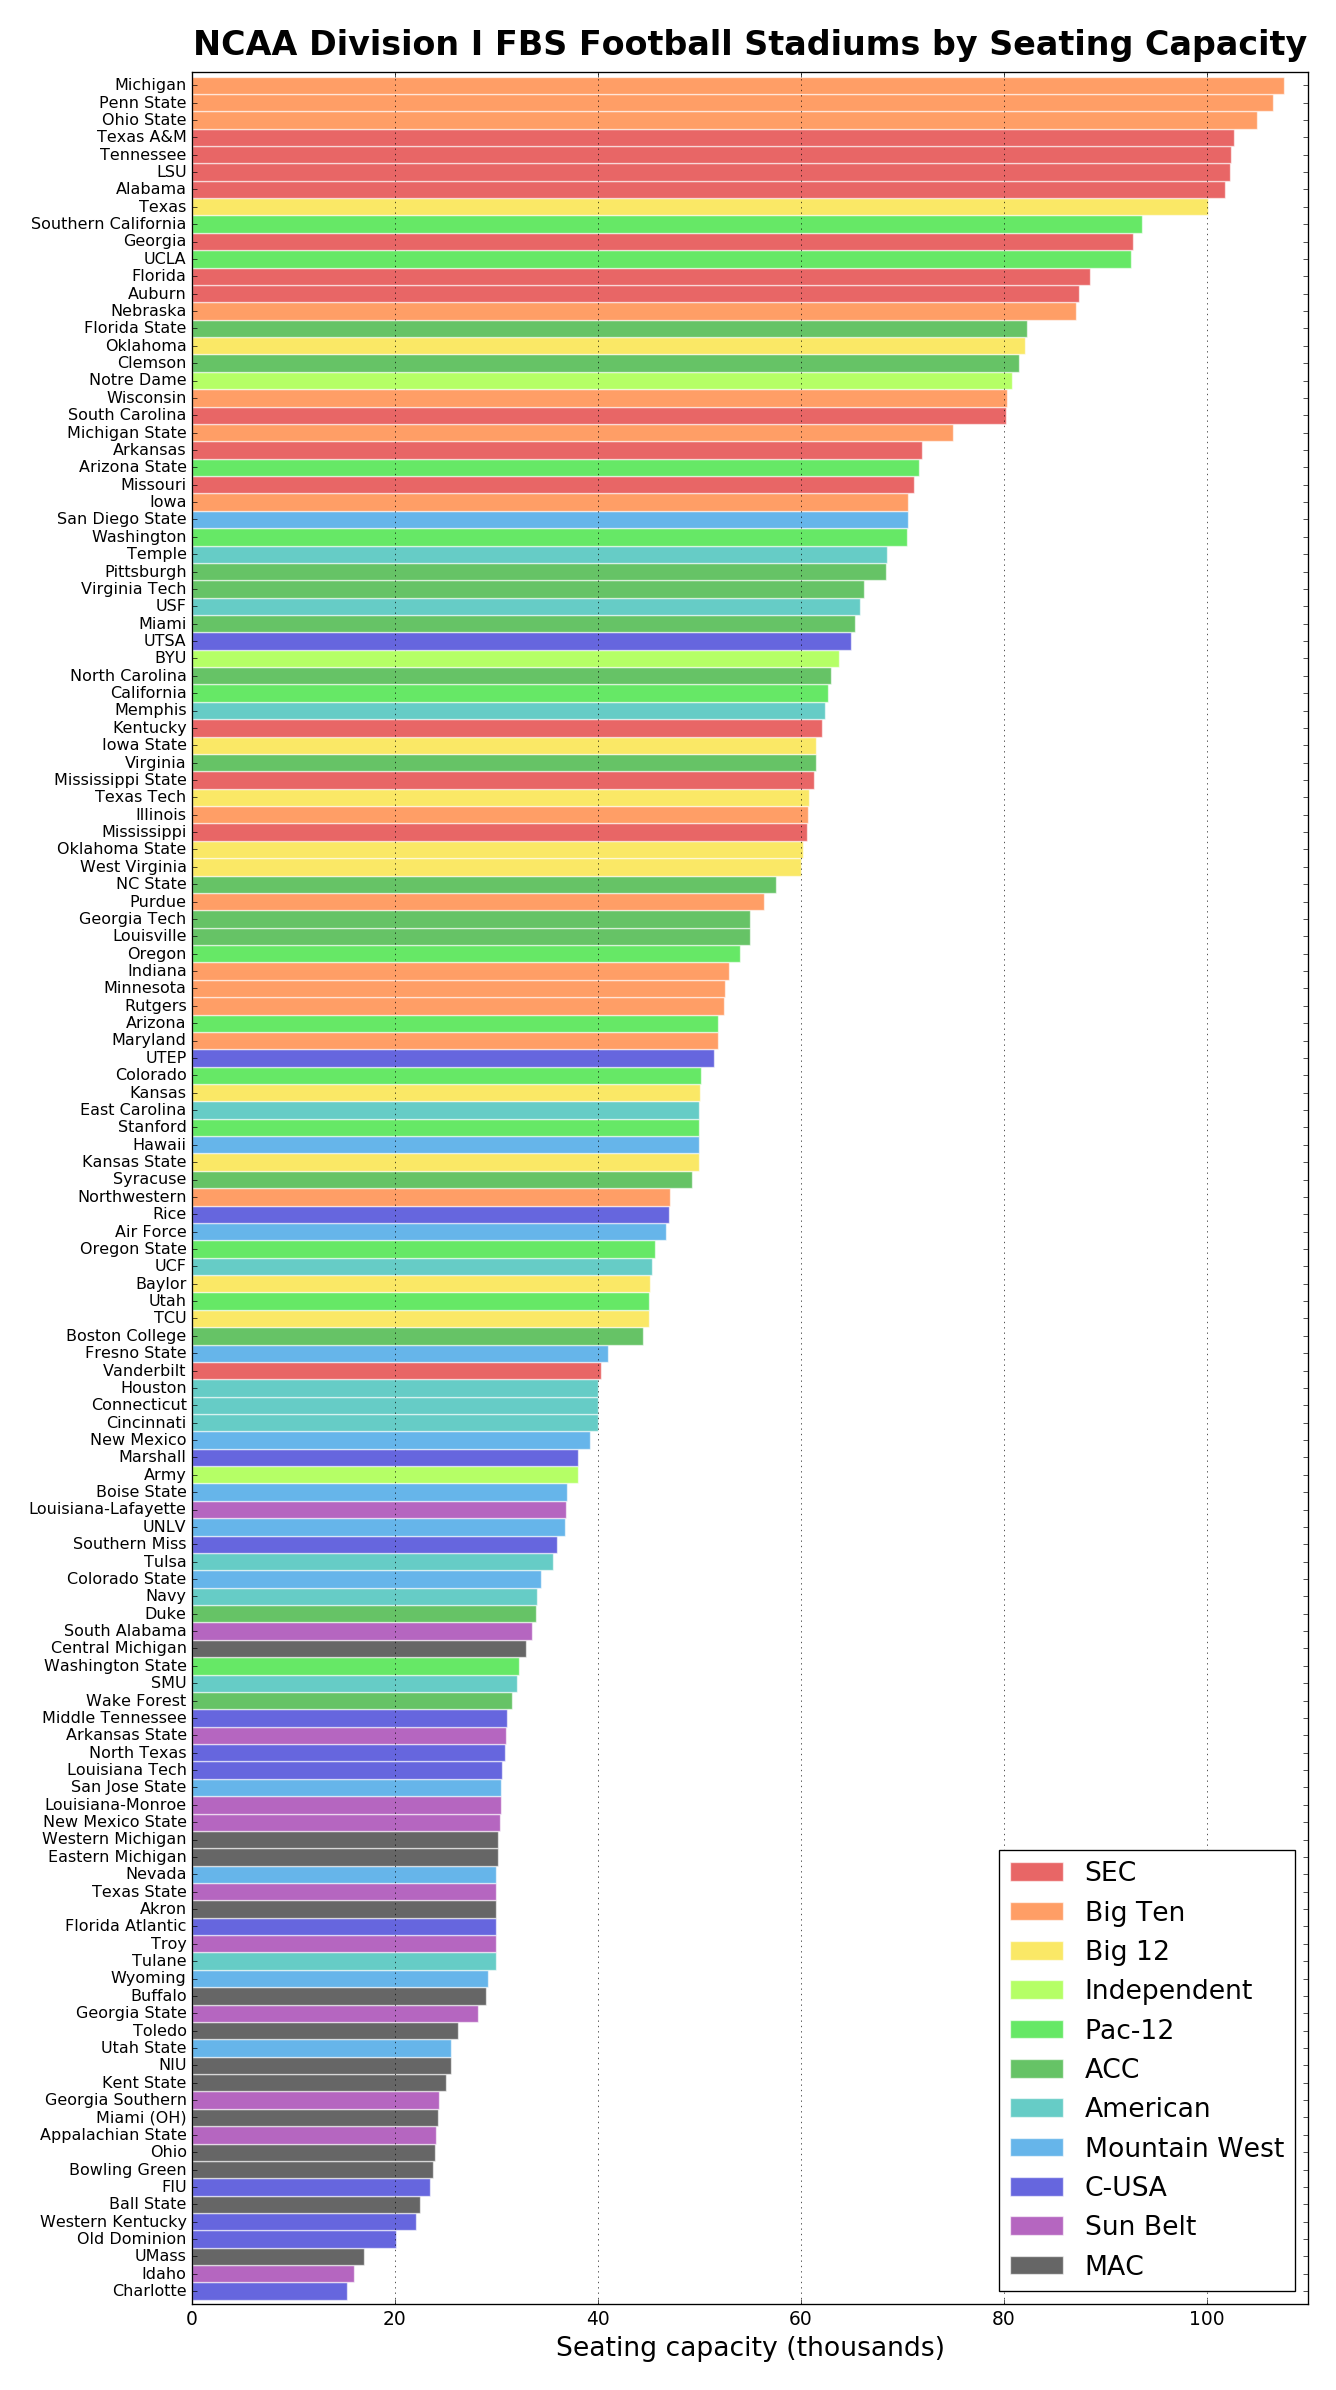 NCAA Division I FBS Football Stadiums by Seating Capacity
Michigan
Penn State
Ohio State
Texas A&M
Tennessee
LSU
Alabama
Texas
Southern California
Georgia
UCLA
Florida
Auburn
Nebraska
Florida State
Oklahoma
Clemson
Notre Dame
Wisconsin
South Carolina
Michigan State
Arkansas
Arizona State
Missouri
Iowa
San Diego State
Washington
Temple
Pittsburgh
Virginia Tech
USF
Miami
UTSA
BYU
North Carolina
California
Memphis
Kentucky
Iowa State
Virginia
Mississippi State
Texas Tech
Illinois
Mississippi
Oklahoma State
West Virginia
NC State
Purdue
Georgia Tech
Louisville
Oregon
Indiana
Minnesota
Rutgers
Arizona
Maryland
UTEP
Colorado
Kansas
East Carolina
Stanford
Hawaii
Kansas State
Syracuse
Northwestern
Rice
Air Force
Oregon State
UCF
Baylor
Utah
TCU
Boston College
Fresno State
Vanderbilt
Houston
Connecticut
Cincinnati
New Mexico
Marshall
Army
Boise State
Louisiana-Lafayette
UNLV
Southern Miss
Tulsa
Colorado State
Navy
Duke
South Alabama
Central Michigan
Washington State
SMU
Wake Forest
Middle Tennessee
Arkansas State
North Texas
Louisiana Tech
San Jose State
Louisiana-Monroe
New Mexico State
Western Michigan
Eastern Michigan
Nevada
Texas State
Akron
Florida Atlantic
Troy
Tulane
Wyoming
Buffalo
Georgia State
Toledo
Utah State
NIU
Kent State
Georgia Southern
Miami (OH)
Appalachian State
Ohio
Bowling Green
FIU
Ball State
Western Kentucky
Old Dominion
UMass
Idaho
Charlotte
SEC
Big Ten
Big 12
Independent
Pac-12
ACC
American
Mountain West
C-USA
Sun Belt
MAC
0 20 40 60 80 100
Seating capacity (thousands)